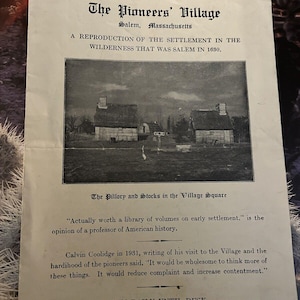 The Pioneers' Village
Salem, Massachusetts
A REPRODUCTION OF THE SETTLEMENT IN THE
WILDERNESS THAT WAS SALEM IN 1630.
The Pillory and Stocks in the Village Square
"Actually worth a library of volumes on early settlement," is the
opinion of a professor of American history.
Calvin Coolidge in 1931, writing of his visit to the Village and the
hardihood of the pioneers said, "It would be wholesome to think more of
these things. It would reduce complaint and increase contentment."